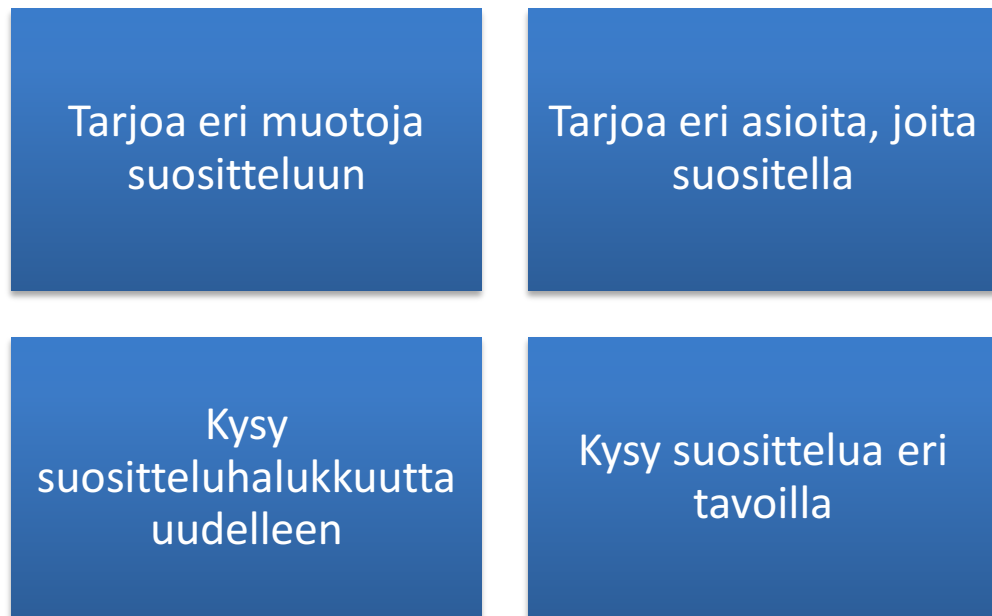 Tarjoa eri muotoja
suositteluun
Tarjoa eri asioita, joita
suositella
Kysy
suositteluhalukkuutta
uudelleen
Kysy suosittelua eri
tavoilla